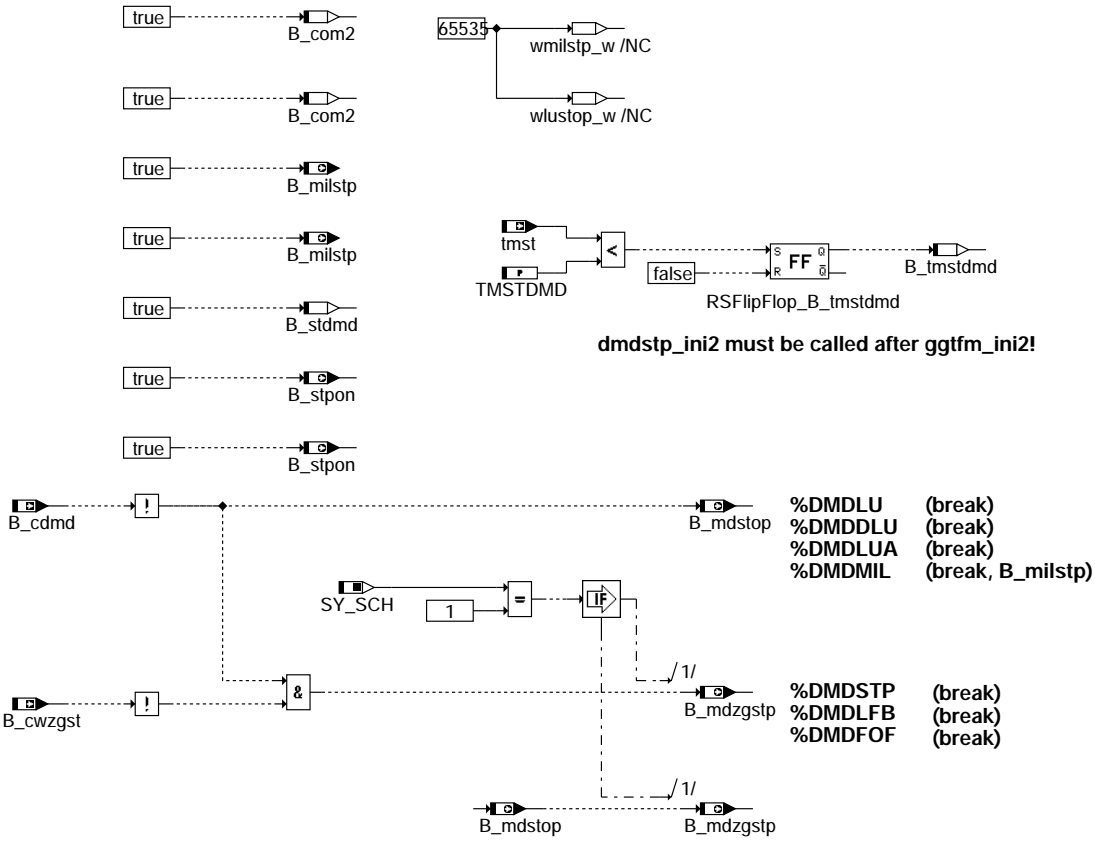 true
B_com2
65535
wmilstp_w /NC
true
B_com2
wlustop_w /NC
true
B_milstp
true
B_milstp
tmst
<
TMSTDMD
P
false
S Q
R Q
FF
RSFlipFlop_B_tmstdmd
B_tmstdmd
true
B_stdmd
dmdstp_ini2 must be called after ggtfm_ini2!
true
B_stpon
true
B_stpon
B_cdmd
!
B_mdstop
%DMDLU (break)
%DMDDLU (break)
%DMDLUA (break)
%DMDMIL (break, B_milstp)
SY_SCH
1
=
IF
/1/
B_cwzgst
!
&
B_mdzgstp
%DMDSTP (break)
%DMDLFB (break)
%DMDFOF (break)
/1/
B_mdstop
B_mdzgstp